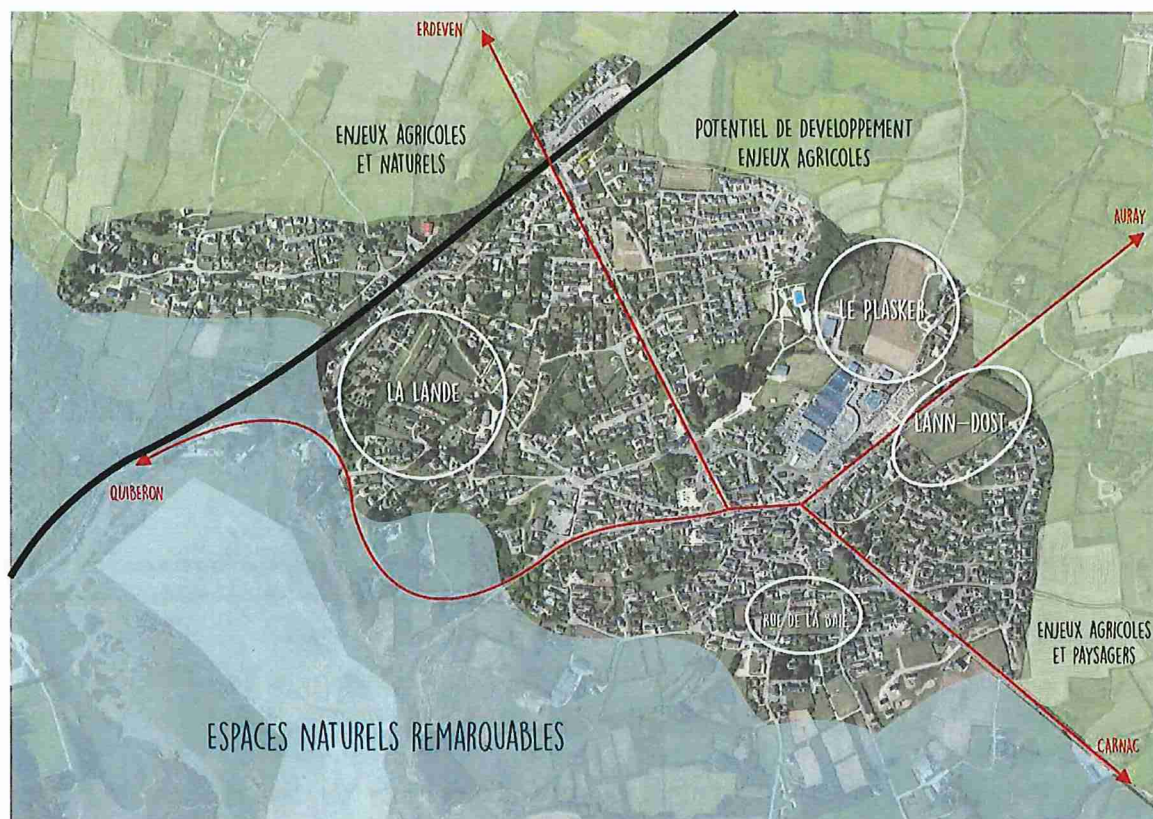 ERDEVEN
ENJEUX AGRICOLES
ET NATURELS
POTENTIEL DE DEVELOPPEMENT
ENJEUX AGRICOLES
AURAY
LE PLASKER
LA LANDE
LANN-DOST
QUIBERON
RUE DE LA BAIE
ENJEUX AGRICOLES
ET PAYSAGERS
ESPACES NATURELS REMARQUABLES
CARNAC